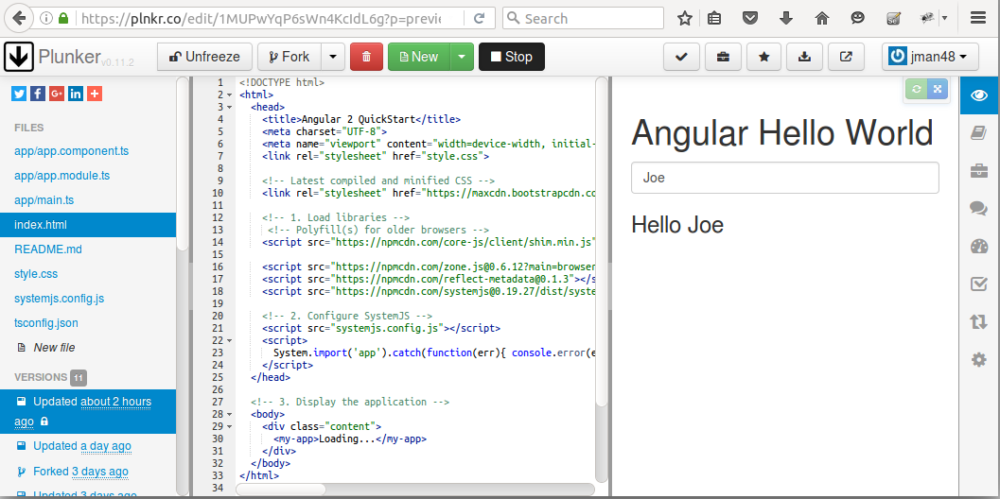 https://plnkr.co/edit/1MUPwYqP6sWn4KcIdL6g?p=previe
Search
Plunker v0.11.2
Unfreeze
Fork
New
Stop
jman48
FILES
app/app.component.ts
app/app.module.ts
app/main.ts
index.html
README.md
style.css
systemjs.config.js
tsconfig.json
New file
VERSIONS 11
Updated about 2 hours
ago
Updated a day ago
Forked 3 days ago
Updated 3 days ago
1 <!DOCTYPE html>
2 <html>
3 <head>
4 <title>Angular 2 QuickStart</title>
5 <meta charset="UTF-8">
6 <meta name="viewport" content="width=device-width, initial-
7 <link rel="stylesheet" href="style.css">
8
9 <!-- Latest compiled and minified CSS -->
10 <link rel="stylesheet" href="https://maxcdn.bootstrapcdn.co
11
12 <!-- 1. Load libraries -->
13 <!-- Polyfill(s) for older browsers -->
14 <script src="https://npmcdn.com/core-js/client/shim.min.js"
15
16 <script src="https://npmcdn.com/zone.js@0.6.12?main=browser
17 <script src="https://npmcdn.com/reflect-metadata@0.1.3"></s
18 <script src="https://npmcdn.com/systemjs@0.19.27/dist/system
19
20 <!-- 2. Configure SystemJS -->
21 <script src="systemjs.config.js"></script>
22 <script>
23 System.import('app').catch(function(err){ console.error(e
24 </script>
25 </head>
26
27 <!-- 3. Display the application -->
28 <body>
29 <div class="content">
30 <my-app>Loading...</my-app>
31 </div>
32 </body>
33 </html>
34
Angular Hello World
Joe
Hello Joe